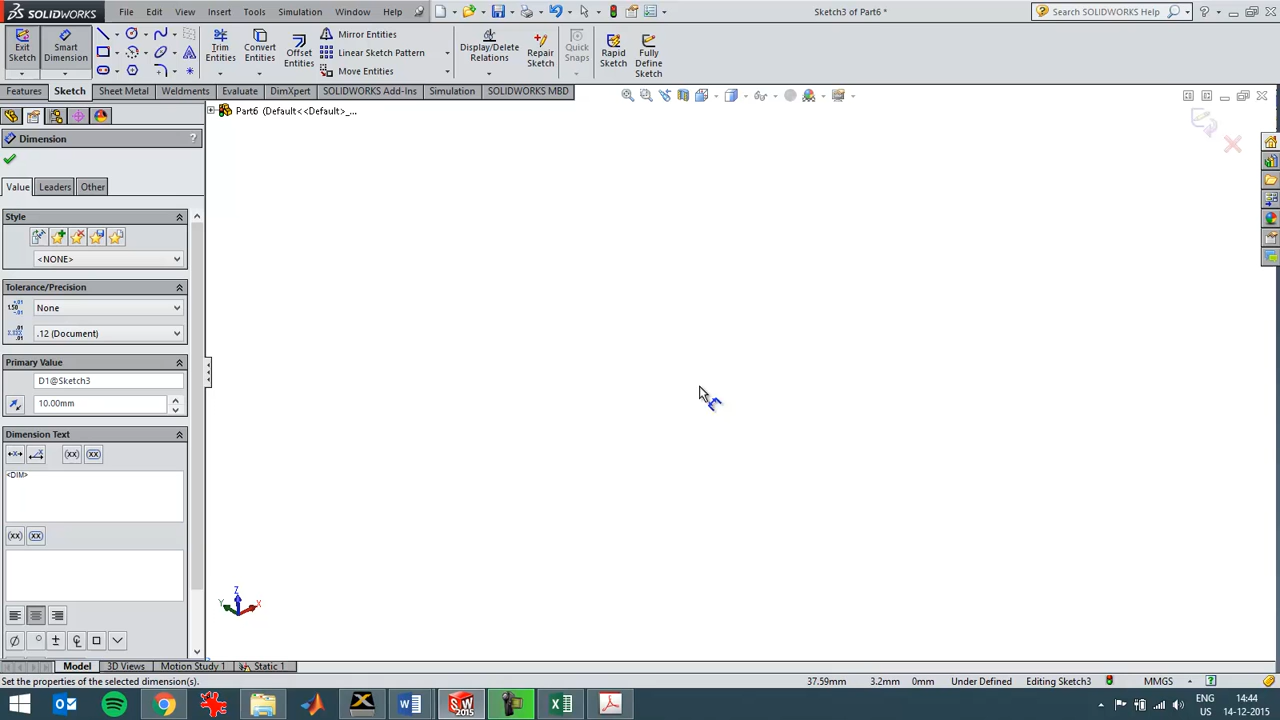 SOLIDWORKS File Edit View Insert Tools Simulation Window Help Sketch3 of Part6 * Search SOLIDWORKS Help
Exit Sketch
Smart Dimension
Trim Entities
Convert Entities
Offset Entities
Mirror Entities
Linear Sketch Pattern
Move Entities
Display/Delete Relations
Repair Sketch
Quick Snaps
Rapid Sketch
Fully Define Sketch
Features Sketch Sheet Metal Weldments Evaluate DimXpert SOLIDWORKS Add-Ins Simulation SOLIDWORKS MBD
Part6 (Default<<Default>_...
Dimension ?
Value Leaders Other
Style
<NONE>
Tolerance/Precision
None
.12 (Document)
Primary Value
D1@Sketch3
10.00mm
Dimension Text
(xx) (xx)
<DIM>
(xx) (xx)
Z
Y X
Model 3D Views Motion Study 1 Static 1
Set the properties of the selected dimension(s). 37.59mm 3.2mm 0mm Under Defined Editing Sketch3 MMGS
ENG 14:44
US 14-12-2015